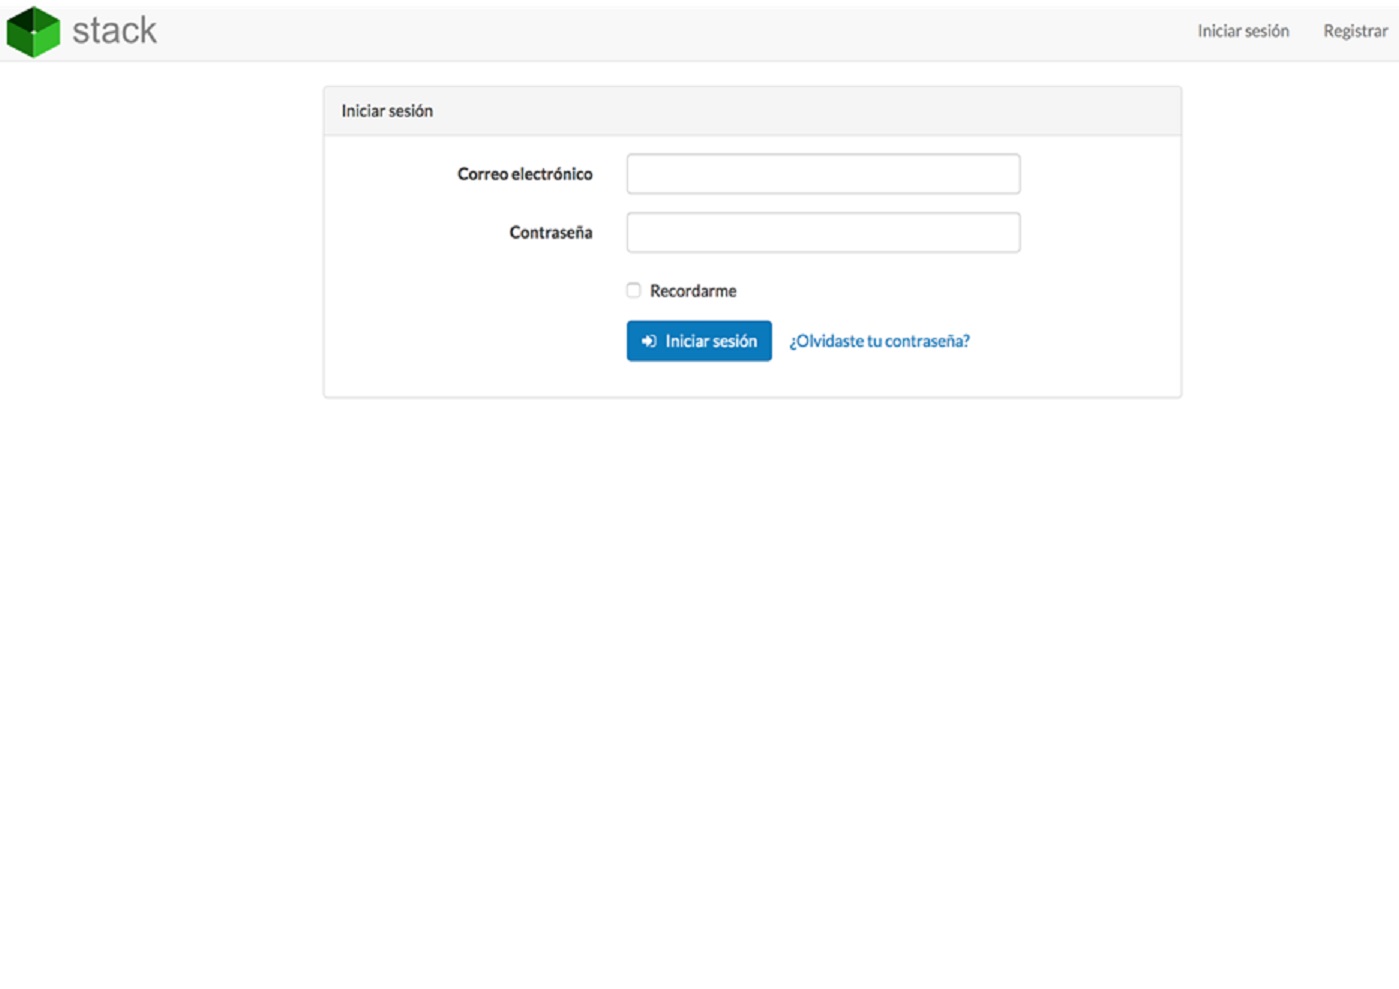 stack
Iniciar sesión Registrar
Iniciar sesión
Correo electrónico
Contraseña
Recordarme
Iniciar sesión ¿Olvidaste tu contraseña?